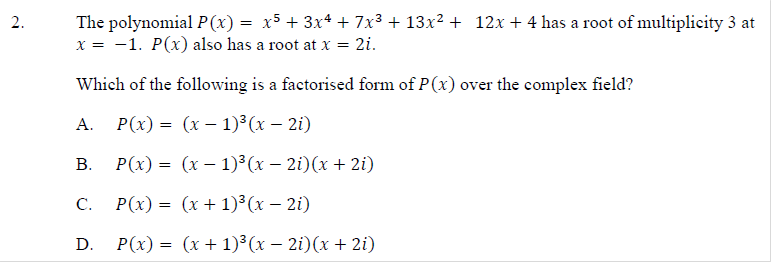 2. The polynomial P(x) = x⁵ + 3x⁴ + 7x³ + 13x² + 12x + 4 has a root of multiplicity 3 at
x = −1. P(x) also has a root at x = 2i.
Which of the following is a factorised form of P(x) over the complex field?
A. P(x) = (x − 1)³(x − 2i)
B. P(x) = (x − 1)³(x − 2i)(x + 2i)
C. P(x) = (x + 1)³(x − 2i)
D. P(x) = (x + 1)³(x − 2i)(x + 2i)